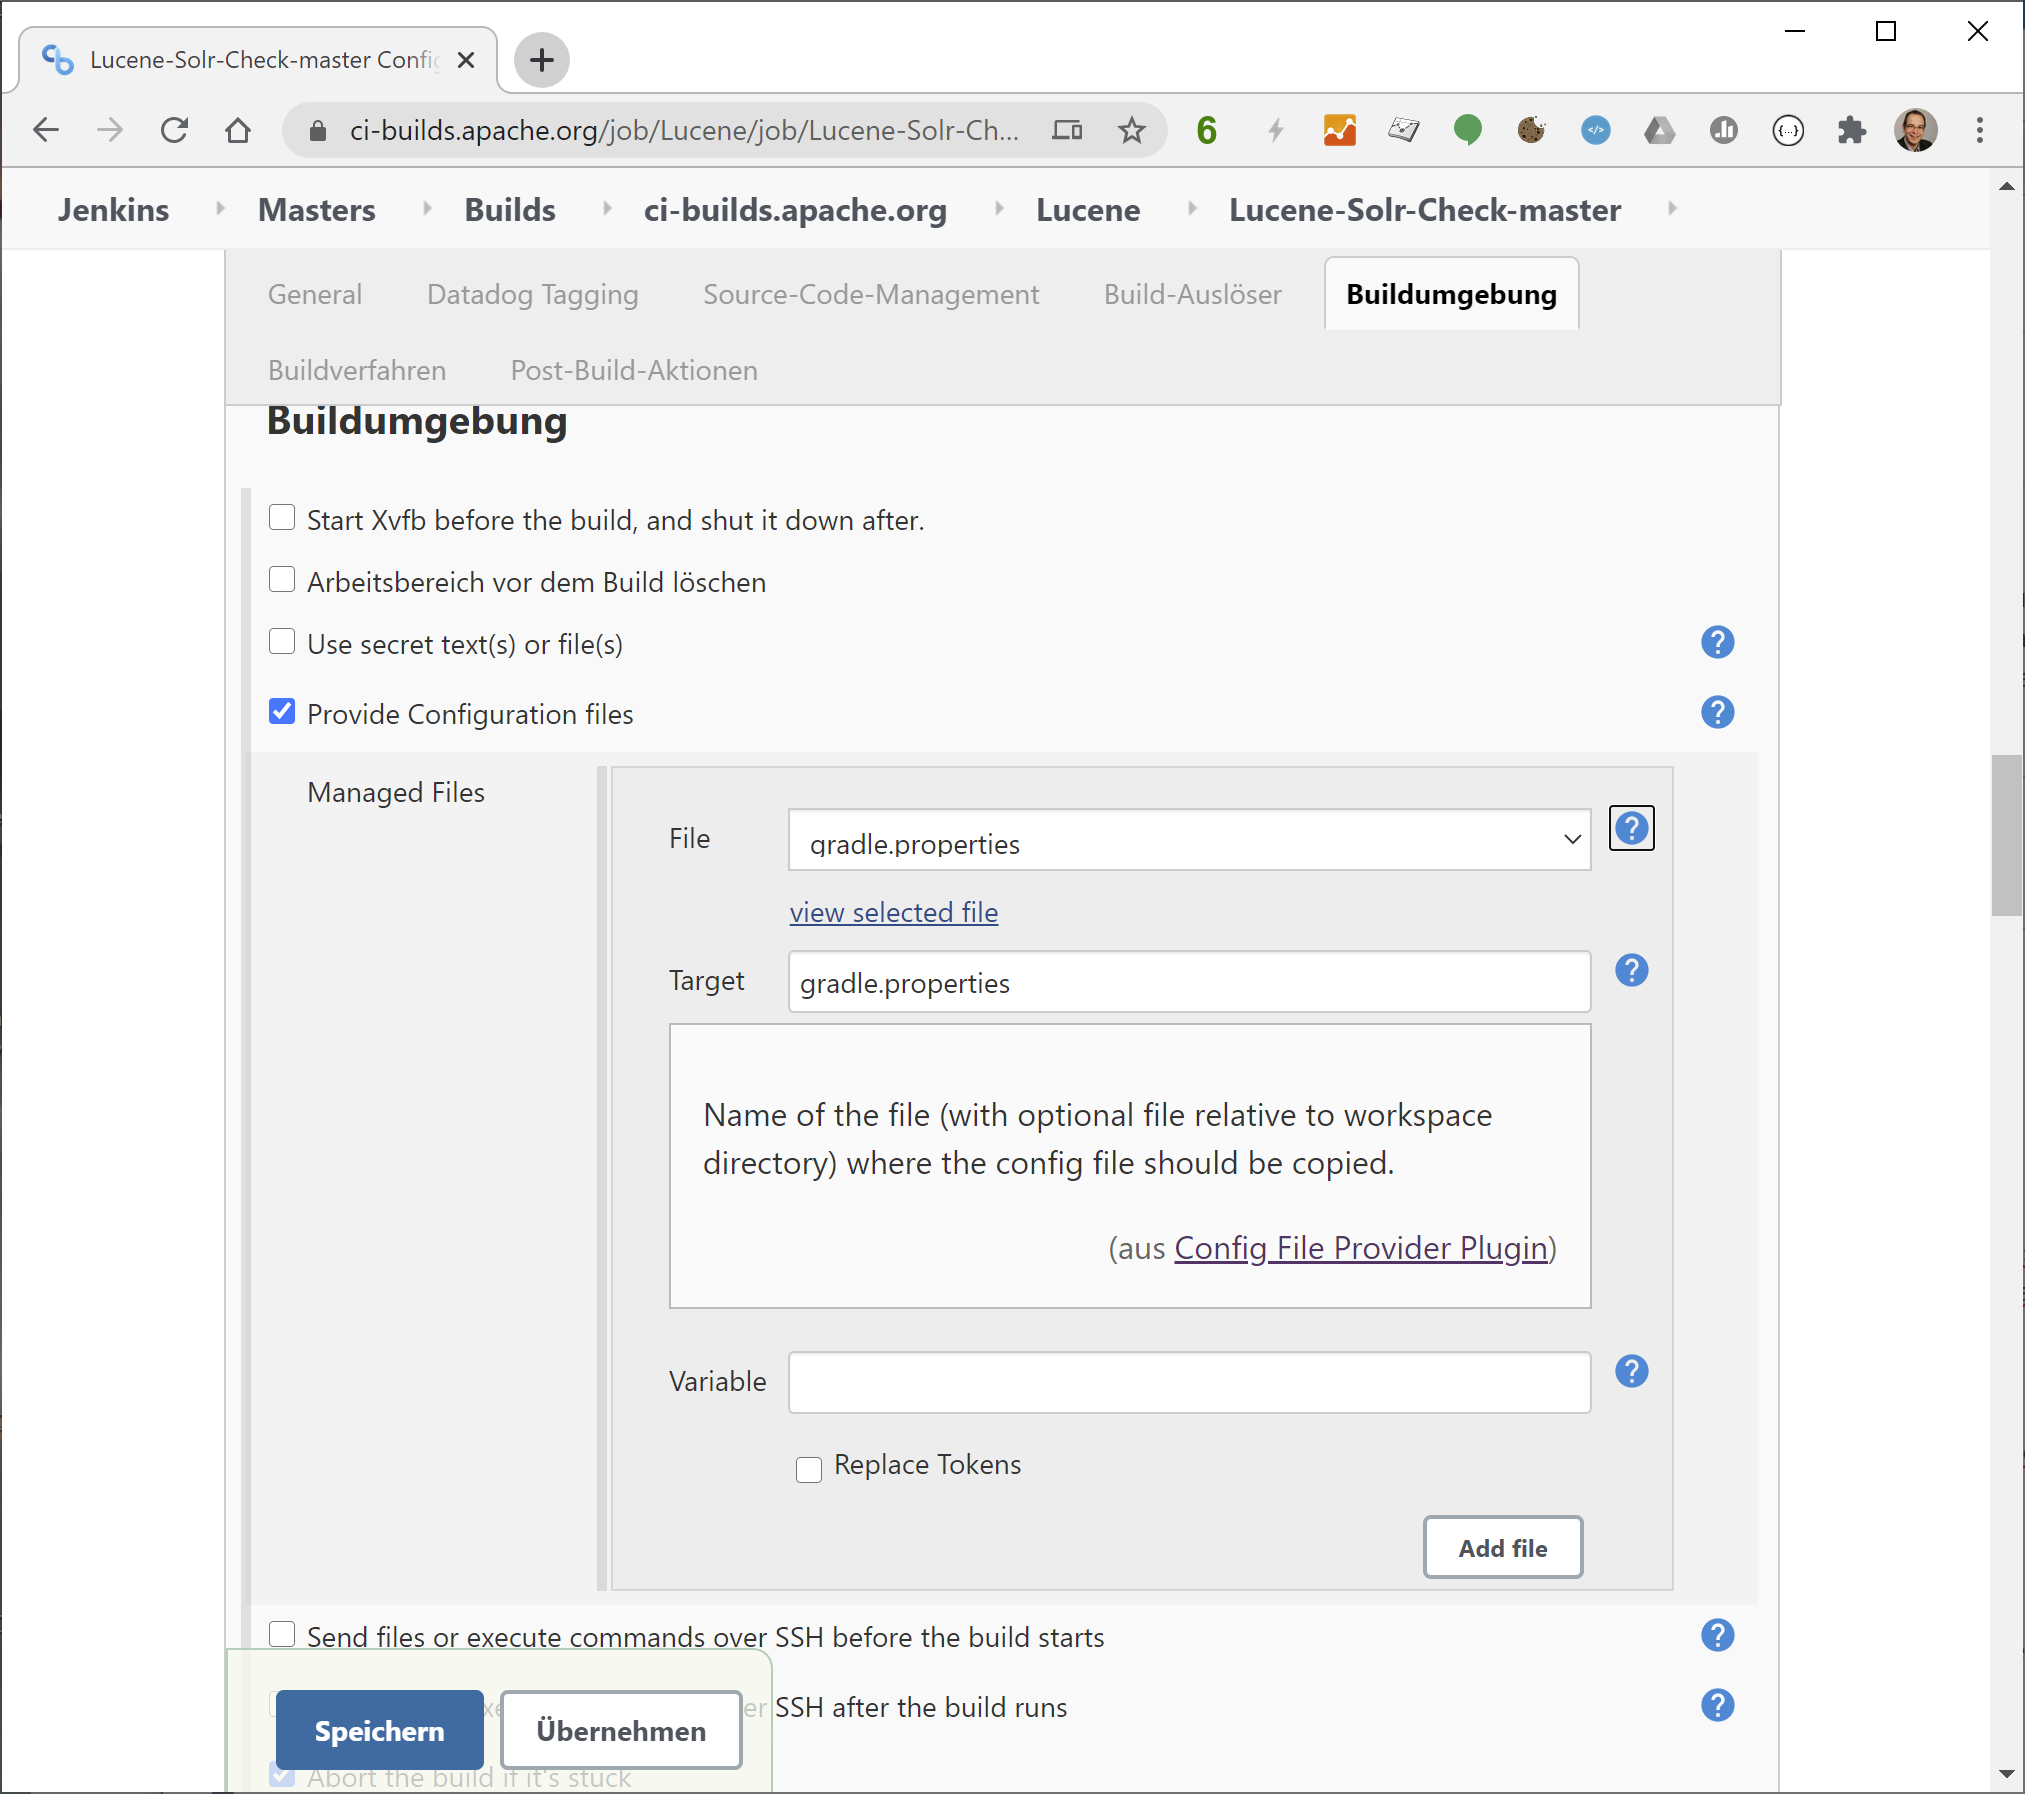 Lucene-Solr-Check-master Config
ci-builds.apache.org/job/Lucene/job/Lucene-Solr-Ch...
6
Jenkins Masters Builds ci-builds.apache.org Lucene Lucene-Solr-Check-master
General Datadog Tagging Source-Code-Management Build-Auslöser Buildumgebung
Buildverfahren Post-Build-Aktionen
Buildumgebung
Start Xvfb before the build, and shut it down after.
Arbeitsbereich vor dem Build löschen
Use secret text(s) or file(s) ?
Provide Configuration files ?
Managed Files
File gradle.properties ?
view selected file
Target gradle.properties ?
Name of the file (with optional file relative to workspace
directory) where the config file should be copied.
(aus Config File Provider Plugin)
Variable ?
Replace Tokens
Add file
Send files or execute commands over SSH before the build starts ?
SSH after the build runs ?
Speichern Übernehmen
Abort the build if it's stuck